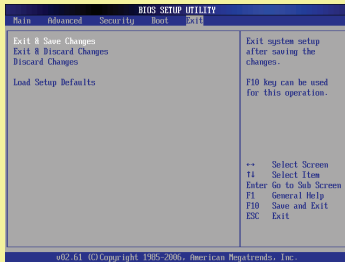 BIOS SETUP UTILITY
Main Advanced Security Boot Exit
Exit & Save Changes
Exit & Discard Changes
Discard Changes
Load Setup Defaults
Exit system setup
after saving the
changes.
F10 key can be used
for this operation.
↔ Select Screen
↑↓ Select Item
Enter Go to Sub Screen
F1 General Help
F10 Save and Exit
ESC Exit
v02.61 (C)Copyright 1985-2006, American Megatrends, Inc.